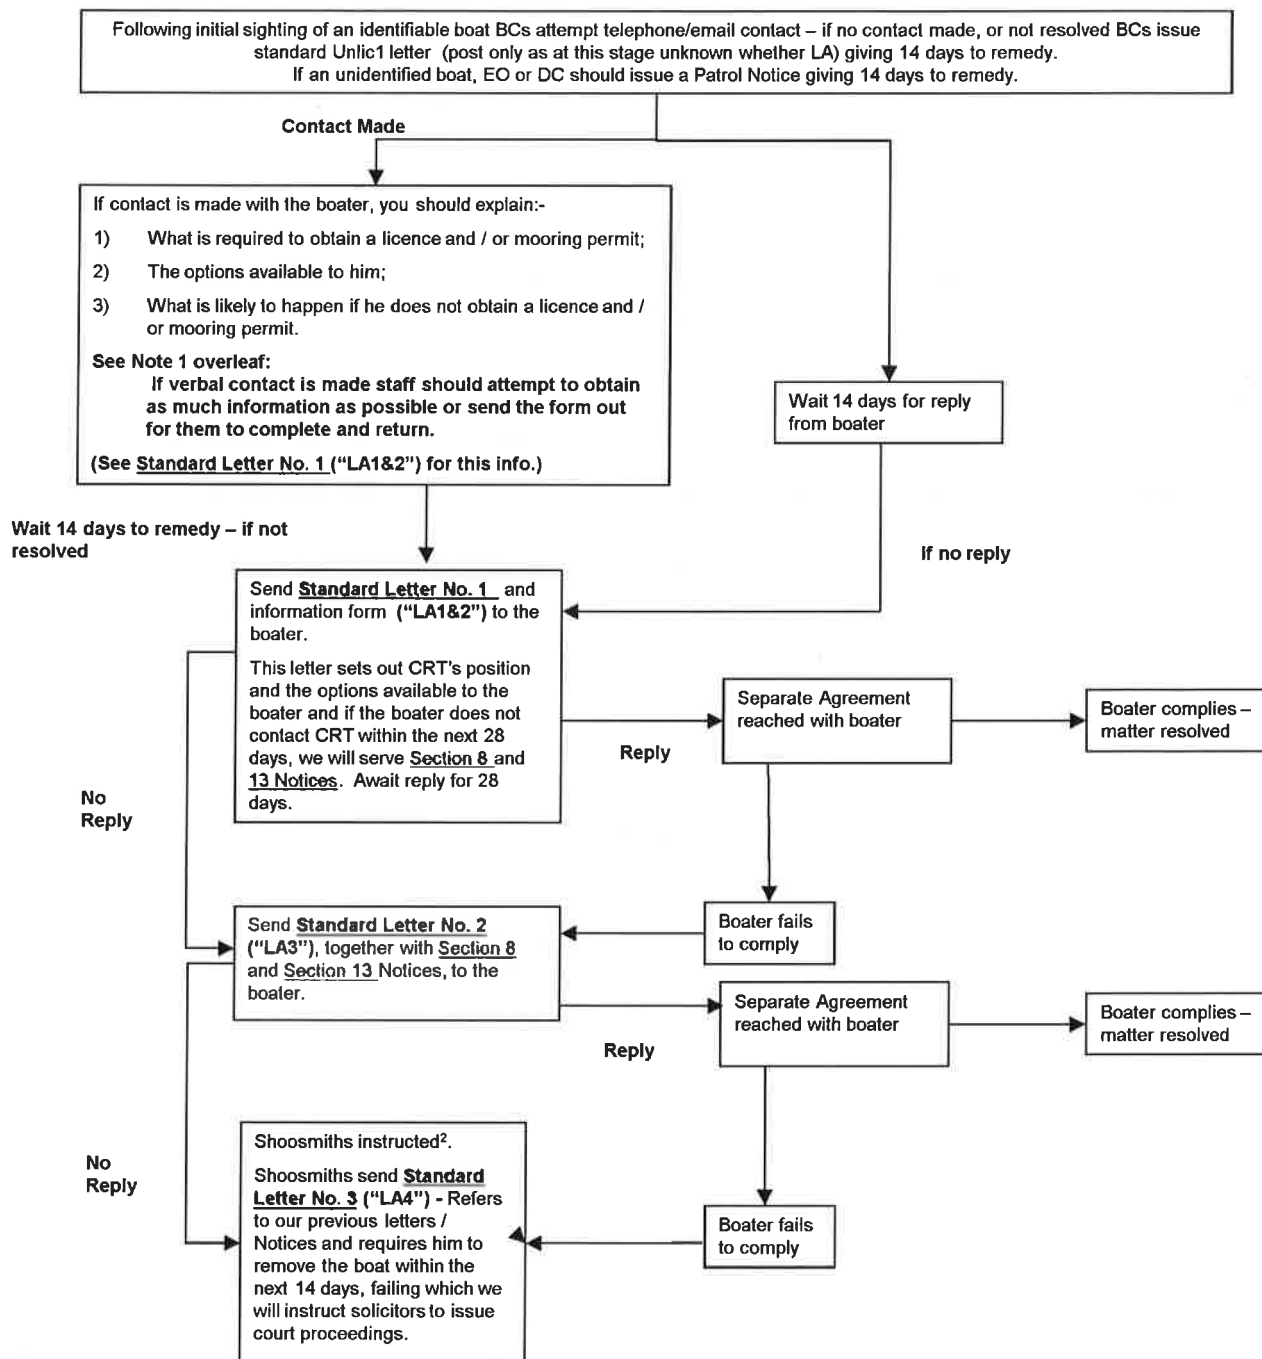 Following initial sighting of an identifiable boat BCs attempt telephone/email contact – if no contact made, or not resolved BCs issue
standard Unlic1 letter (post only as at this stage unknown whether LA) giving 14 days to remedy.
If an unidentified boat, EO or DC should issue a Patrol Notice giving 14 days to remedy.
Contact Made
If contact is made with the boater, you should explain:-
1) What is required to obtain a licence and / or mooring permit;
2) The options available to him;
3) What is likely to happen if he does not obtain a licence and /
or mooring permit.
See Note 1 overleaf:
If verbal contact is made staff should attempt to obtain
as much information as possible or send the form out
for them to complete and return.
(See Standard Letter No. 1 ("LA1&2") for this info.)
Wait 14 days for reply
from boater
Wait 14 days to remedy – if not
resolved
If no reply
Send Standard Letter No. 1 and
information form ("LA1&2") to the
boater.
This letter sets out CRT's position
and the options available to the
boater and if the boater does not
contact CRT within the next 28
days, we will serve Section 8 and
13 Notices. Await reply for 28
days.
Reply
Separate Agreement
reached with boater
Boater complies –
matter resolved
No
Reply
Boater fails
to comply
Send Standard Letter No. 2
("LA3"), together with Section 8
and Section 13 Notices, to the
boater.
Reply
Separate Agreement
reached with boater
Boater complies –
matter resolved
No
Reply
Shoosmiths instructed².
Shoosmiths send Standard
Letter No. 3 ("LA4") - Refers
to our previous letters /
Notices and requires him to
remove the boat within the
next 14 days, failing which we
will instruct solicitors to issue
court proceedings.
Boater fails
to comply